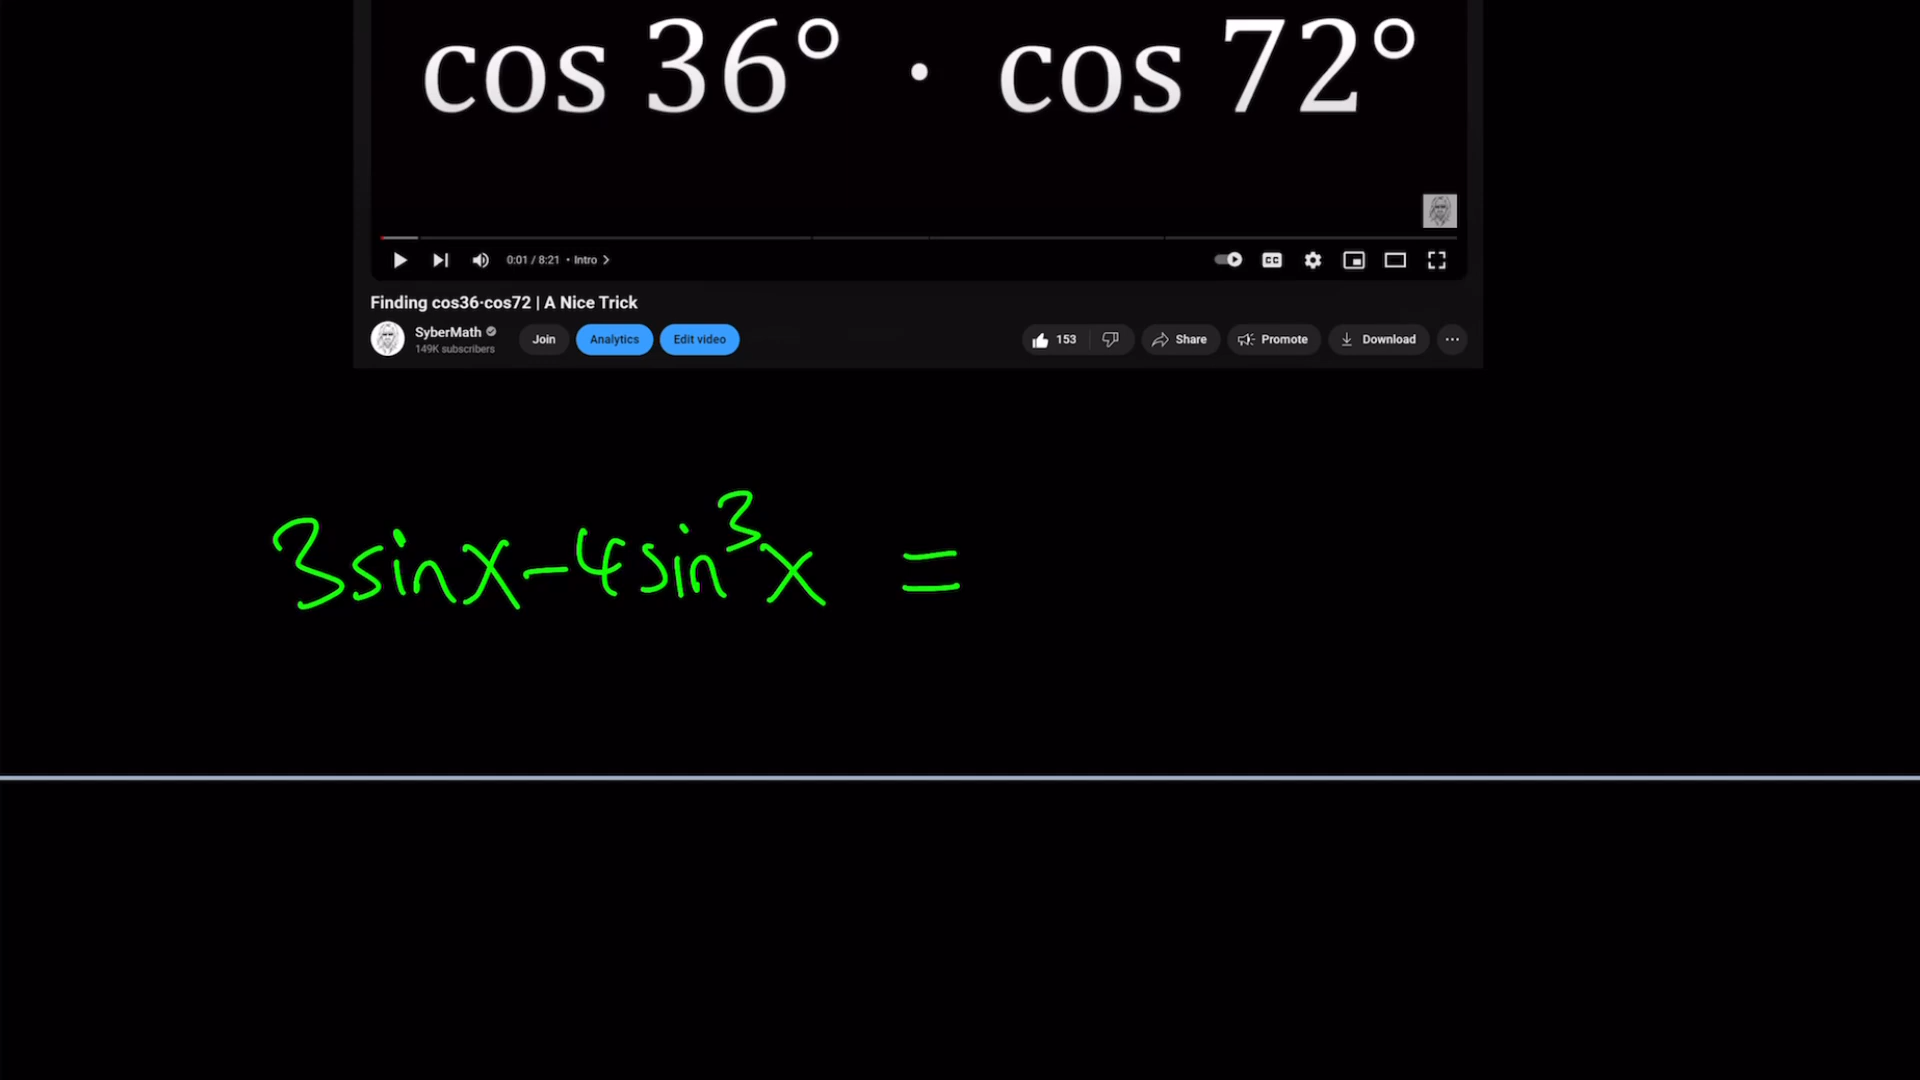 cos 36° · cos 72°
0:01 / 8:21 • Intro
Finding cos36·cos72 | A Nice Trick
SyberMath
149K subscribers
Join
Analytics
Edit video
153
Share
Promote
Download
3sinx-4sin³x =